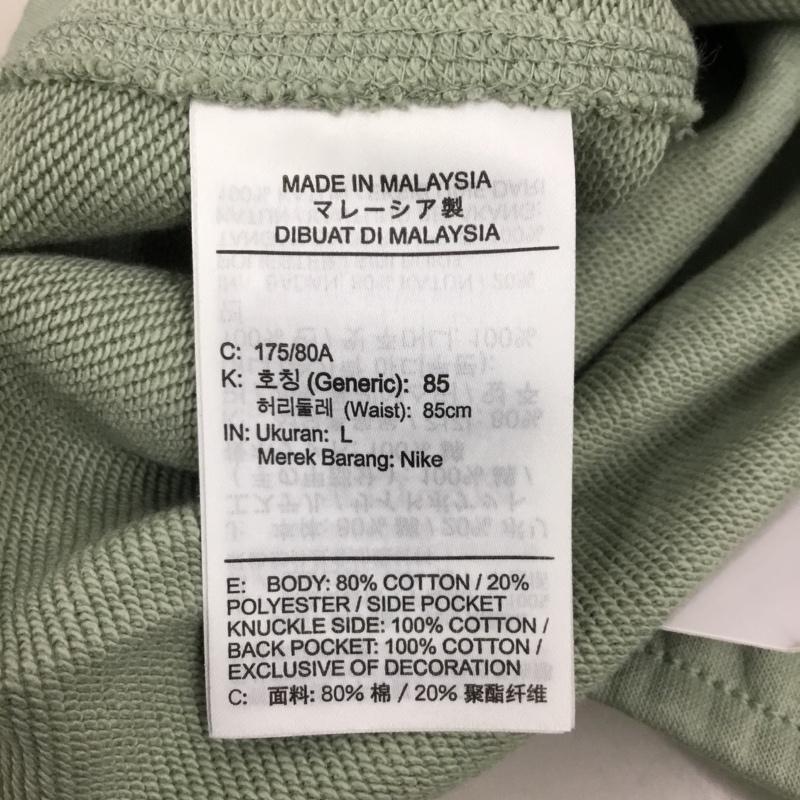 MADE IN MALAYSIA
マレーシア製
DIBUAT DI MALAYSIA
C: 175/80A
K: 호칭 (Generic): 85
허리둘레 (Waist): 85cm
IN: Ukuran: L
Merek Barang: Nike
E: BODY: 80% COTTON / 20%
POLYESTER / SIDE POCKET
KNUCKLE SIDE: 100% COTTON /
BACK POCKET: 100% COTTON /
EXCLUSIVE OF DECORATION
C: 面料: 80% 棉 / 20% 聚酯纤维